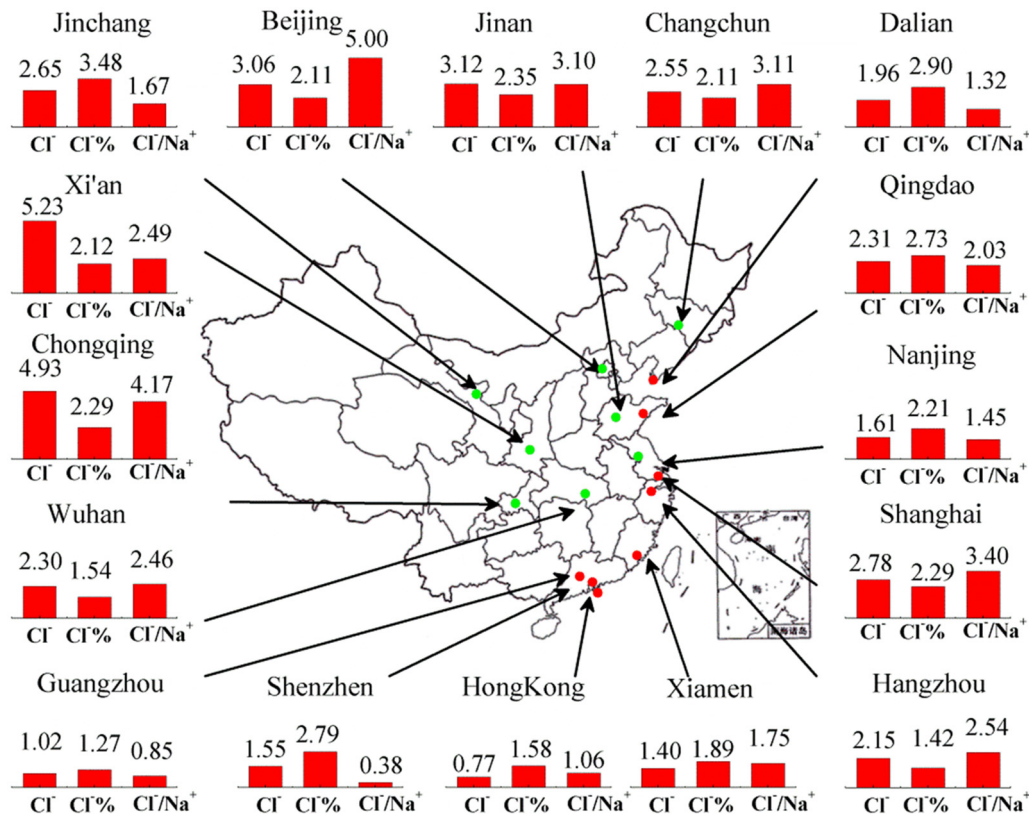 Jinchang
2.65 3.48 1.67
Cl⁻ Cl⁻% Cl⁻/Na⁺
Beijing
3.06 2.11 5.00
Cl⁻ Cl⁻% Cl⁻/Na⁺
Jinan
3.12 2.35 3.10
Cl⁻ Cl⁻% Cl⁻/Na⁺
Changchun
2.55 2.11 3.11
Cl⁻ Cl⁻% Cl⁻/Na⁺
Dalian
1.96 2.90 1.32
Cl⁻ Cl⁻% Cl⁻/Na⁺
Xi'an
5.23 2.12 2.49
Cl⁻ Cl⁻% Cl⁻/Na⁺
Qingdao
2.31 2.73 2.03
Cl⁻ Cl⁻% Cl⁻/Na⁺
Chongqing
4.93 2.29 4.17
Cl⁻ Cl⁻% Cl⁻/Na⁺
Nanjing
1.61 2.21 1.45
Cl⁻ Cl⁻% Cl⁻/Na⁺
Wuhan
2.30 1.54 2.46
Cl⁻ Cl⁻% Cl⁻/Na⁺
Shanghai
2.78 2.29 3.40
Cl⁻ Cl⁻% Cl⁻/Na⁺
南海诸岛
Guangzhou
1.02 1.27 0.85
Cl⁻ Cl⁻% Cl⁻/Na⁺
Shenzhen
1.55 2.79 0.38
Cl⁻ Cl⁻% Cl⁻/Na⁺
HongKong
0.77 1.58 1.06
Cl⁻ Cl⁻% Cl⁻/Na⁺
Xiamen
1.40 1.89 1.75
Cl⁻ Cl⁻% Cl⁻/Na⁺
Hangzhou
2.15 1.42 2.54
Cl⁻ Cl⁻% Cl⁻/Na⁺